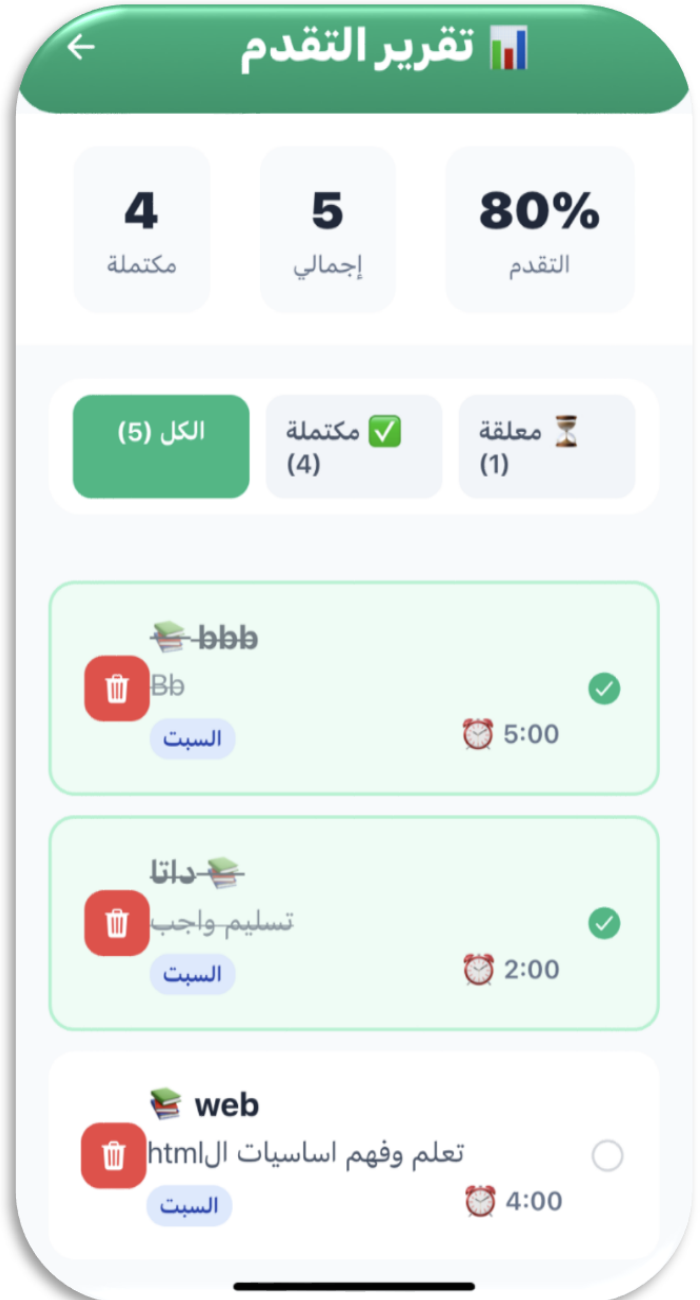 📊 تقرير التقدم
80%
التقدم
5
إجمالي
4
مكتملة
⏳ معلقة
(1)
✅ مكتملة
(4)
الكل (5)
📚 bbb
Bb
السبت
⏰ 5:00
📚 داتا
تسليم واجب
السبت
⏰ 2:00
📚 web
تعلم وفهم اساسيات الhtml
السبت
⏰ 4:00